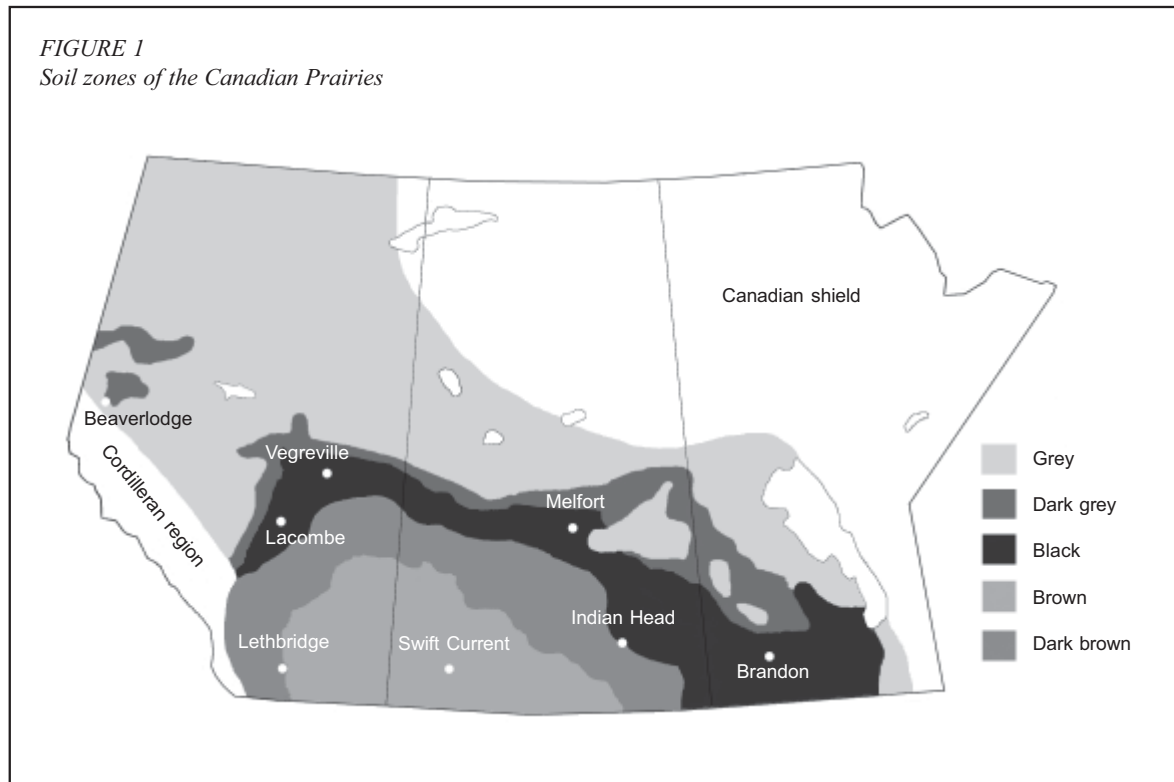 FIGURE 1
Soil zones of the Canadian Prairies
Canadian shield
Beaverlodge
Cordilleran region
Vegreville
Melfort
Lacombe
Indian Head
Lethbridge
Swift Current
Brandon
Grey
Dark grey
Black
Brown
Dark brown